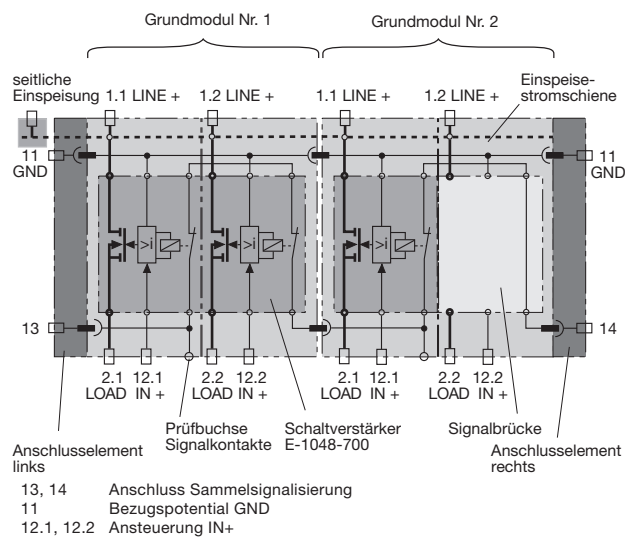 Grundmodul Nr. 1
Grundmodul Nr. 2
seitliche
Einspeisung
1.1 LINE +
1.2 LINE +
1.1 LINE +
1.2 LINE +
Einspeise-
stromschiene
11
GND
11
GND
>i
>i
>i
13
14
2.1
LOAD
12.1
IN +
2.2
LOAD
12.2
IN +
2.1
LOAD
12.1
IN +
2.2
LOAD
12.2
IN +
Anschlusselement
links
Prüfbuchse
Signalkontakte
Schaltverstärker
E-1048-700
Signalbrücke
Anschlusselement
rechts
13, 14 Anschluss Sammelsignalisierung
11 Bezugspotential GND
12.1, 12.2 Ansteuerung IN+